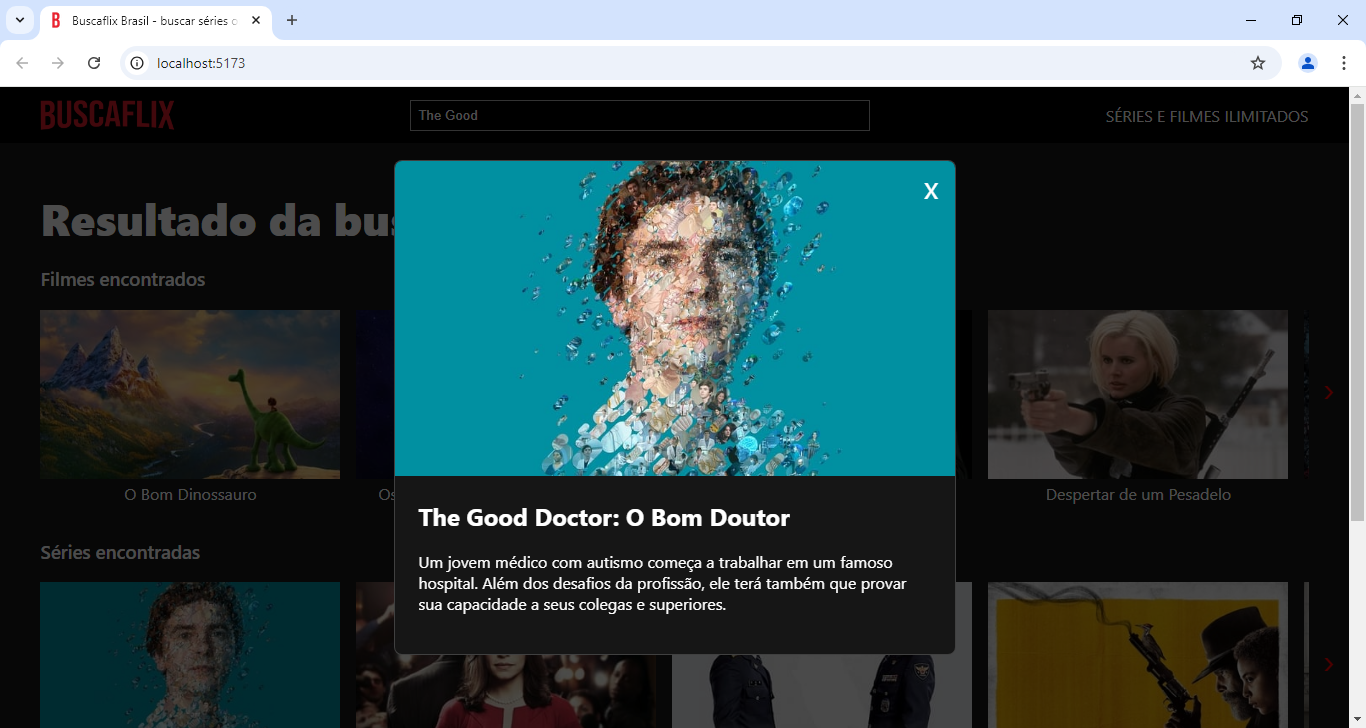 Buscaflix Brasil - buscar séries o
localhost:5173
BUSCAFLIX
The Good
SÉRIES E FILMES ILIMITADOS
X
Resultado da bus
Filmes encontrados
O Bom Dinossauro
Os
Despertar de um Pesadelo
The Good Doctor: O Bom Doutor
Um jovem médico com autismo começa a trabalhar em um famoso
hospital. Além dos desafios da profissão, ele terá também que provar
sua capacidade a seus colegas e superiores.
Séries encontradas